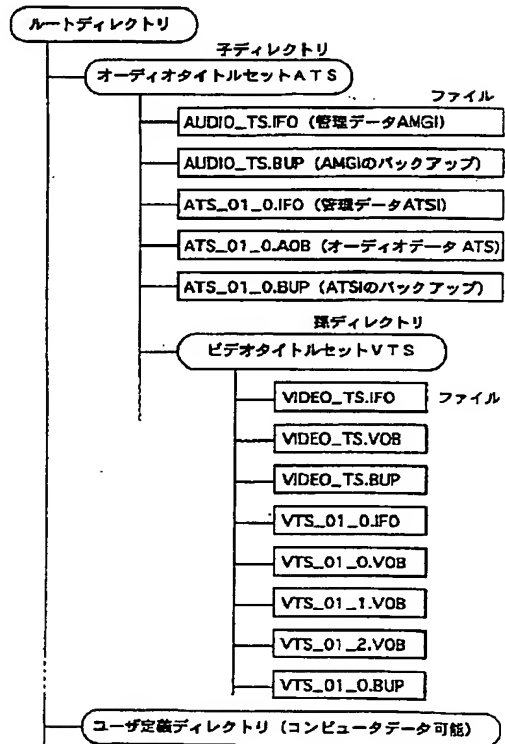 ルートディレクトリ
子ディレクトリ
オーディオタイトルセットATS
ファイル
AUDIO_TS.IFO (管理データAMGI)
AUDIO_TS.BUP (AMGIのバックアップ)
ATS_01_0.IFO (管理データATSI)
ATS_01_0.AOB (オーディオデータ ATS)
ATS_01_0.BUP (ATSIのバックアップ)
孫ディレクトリ
ビデオタイトルセットVTS
VIDEO_TS.IFO ファイル
VIDEO_TS.VOB
VIDEO_TS.BUP
VTS_01_0.IFO
VTS_01_0.VOB
VTS_01_1.VOB
VTS_01_2.VOB
VTS_01_0.BUP
ユーザ定義ディレクトリ (コンピュータデータ可能)